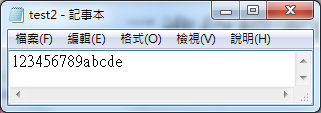 test2 - 記事本
檔案(F) 編輯(E) 格式(O) 檢視(V) 說明(H)
123456789abcde